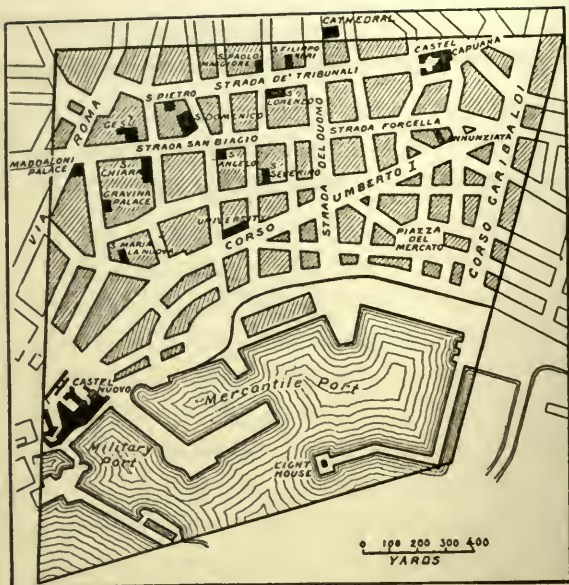 CATHEDRAL
S. PAOLO
MAGGIORE
S. FILIPPO
NERI
CASTEL
CAPUANA
STRADA DE' TRIBUNALI
VIA ROMA
S. PIETRO
S. LORENZO
GESÙ
S. DOMENICO
STRADA DEL DUOMO
STRADA FORCELLA
ANNUNZIATA
STRADA SAN BIAGIO
MADDALONI
PALACE
S.
CHIARA
S.
ANGELO
S.
SEVERINO
GRAVINA
PALACE
CORSO UMBERTO I
CORSO GARIBALDI
UNIVERSITY
S. MARIA
LA NUOVA
PIAZZA
DEL
MERCATO
CASTEL
NUOVO
Mercantile Port
Military
Port
LIGHT
HOUSE
0 100 200 300 400
YARDS